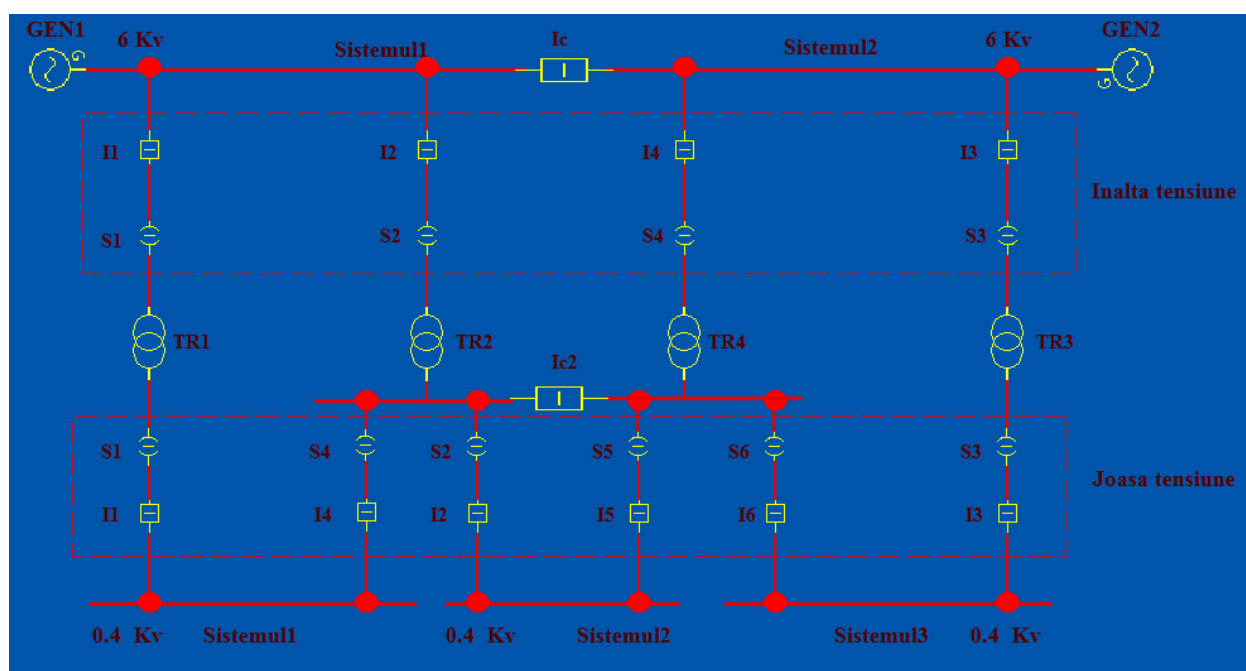 GEN1
GEN2
6 Kv
Sistemul1
Ic
Sistemul2
6 Kv
G
G
I1
I2
I4
I3
Inalta tensiune
S1
S2
S4
S3
TR1
TR2
TR4
TR3
Ic2
S1
S4
S2
S5
S6
S3
Joasa tensiune
I1
I4
I2
I5
I6
I3
0.4 Kv
Sistemul1
0.4 Kv
Sistemul2
Sistemul3
0.4 Kv